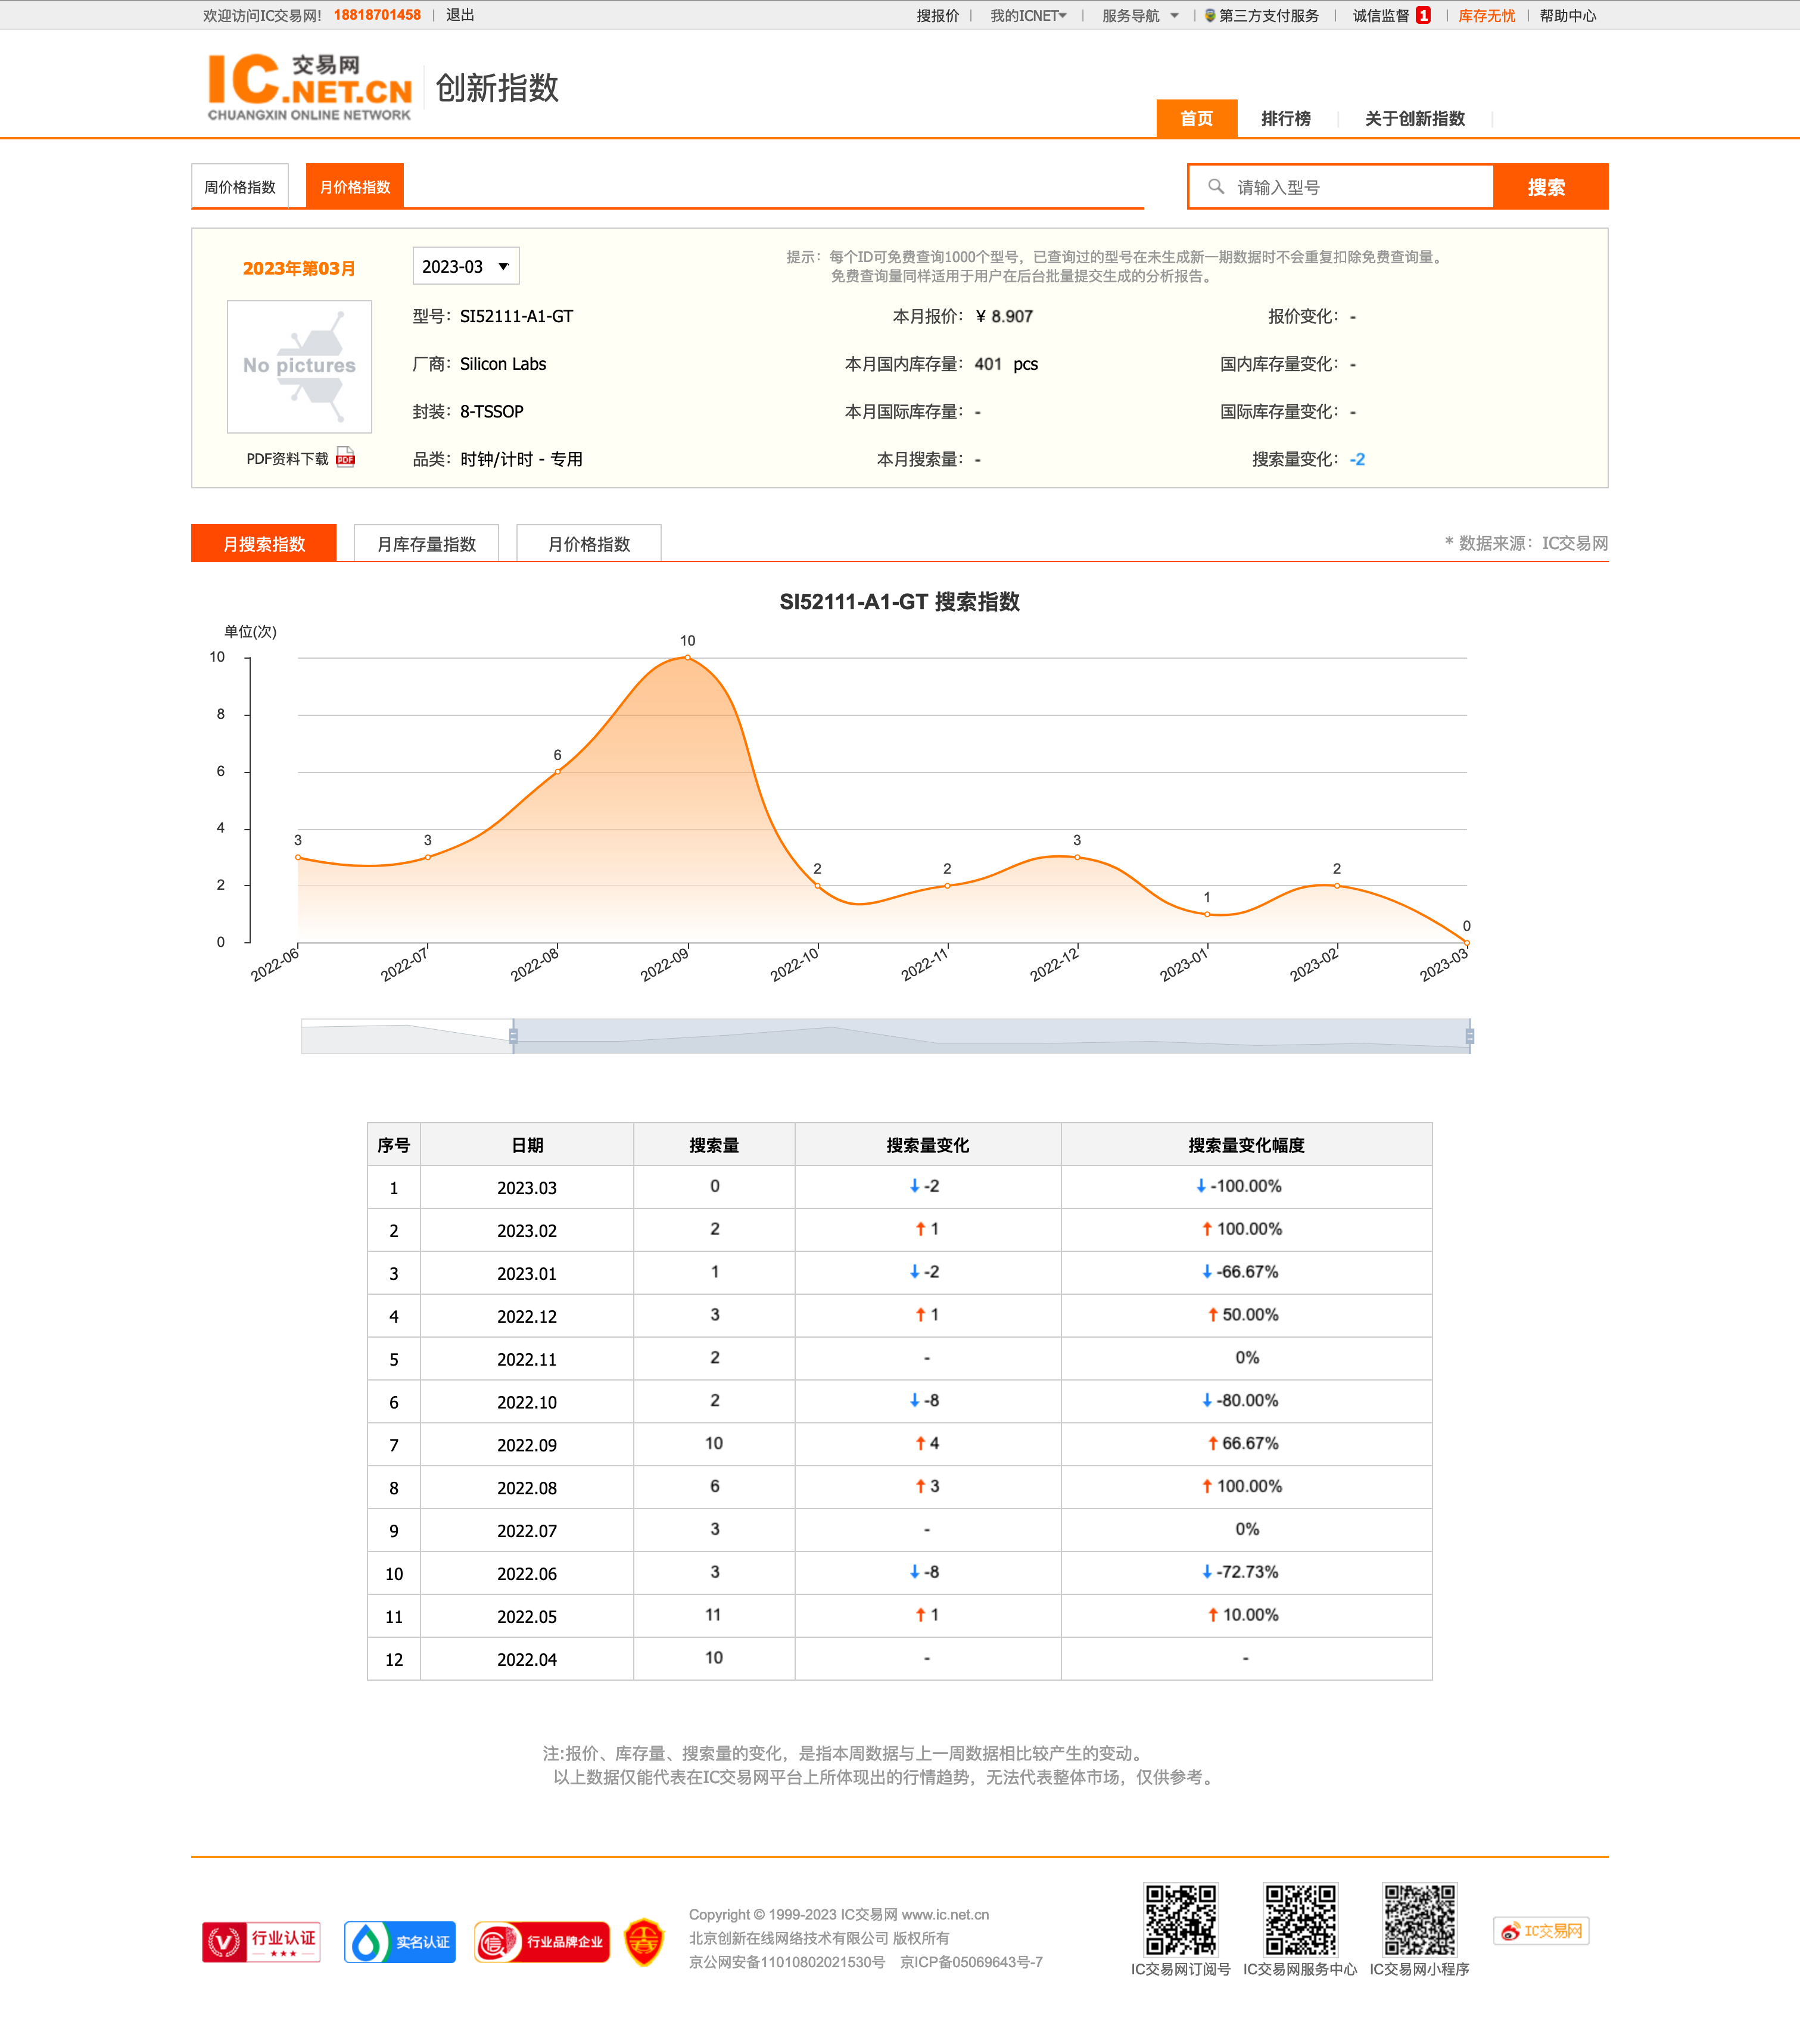 欢迎访问IC交易网! 18818701458 | 退出 搜报价 | 我的ICNET | 服务导航 | 第三方支付服务 | 诚信监督 1 | 库存无忧 | 帮助中心
IC.NET.CN 交易网 CHUANGXIN ONLINE NETWORK 创新指数
首页 排行榜 关于创新指数
周价格指数 月价格指数 请输入型号 搜索
2023年第03月 2023-03 提示：每个ID可免费查询1000个型号，已查询过的型号在未生成新一期数据时不会重复扣除免费查询量。
免费查询量同样适用于用户在后台批量提交生成的分析报告。
No pictures
型号：SI52111-A1-GT 本月报价：¥ 8.907 报价变化：-
厂商：Silicon Labs 本月国内库存量：401 pcs 国内库存量变化：-
封装：8-TSSOP 本月国际库存量：- 国际库存量变化：-
PDF资料下载 PDF 品类：时钟/计时 - 专用 本月搜索量：- 搜索量变化：-2
月搜索指数 月库存量指数 月价格指数 * 数据来源：IC交易网
SI52111-A1-GT 搜索指数
单位(次)
10
8
6
4
2
0
3 3 6 10 2 2 3 1 2 0
2022-06 2022-07 2022-08 2022-09 2022-10 2022-11 2022-12 2023-01 2023-02 2023-03
序号 日期 搜索量 搜索量变化 搜索量变化幅度
1 2023.03 0 ↓-2 ↓-100.00%
2 2023.02 2 ↑1 ↑100.00%
3 2023.01 1 ↓-2 ↓-66.67%
4 2022.12 3 ↑1 ↑50.00%
5 2022.11 2 - 0%
6 2022.10 2 ↓-8 ↓-80.00%
7 2022.09 10 ↑4 ↑66.67%
8 2022.08 6 ↑3 ↑100.00%
9 2022.07 3 - 0%
10 2022.06 3 ↓-8 ↓-72.73%
11 2022.05 11 ↑1 ↑10.00%
12 2022.04 10 - -
注:报价、库存量、搜索量的变化，是指本周数据与上一周数据相比较产生的变动。
以上数据仅能代表在IC交易网平台上所体现出的行情趋势，无法代表整体市场，仅供参考。
行业认证 实名认证 信 行业品牌企业
Copyright © 1999-2023 IC交易网 www.ic.net.cn
北京创新在线网络技术有限公司 版权所有
京公网安备11010802021530号 京ICP备05069643号-7
IC交易网订阅号 IC交易网服务中心 IC交易网小程序
IC交易网